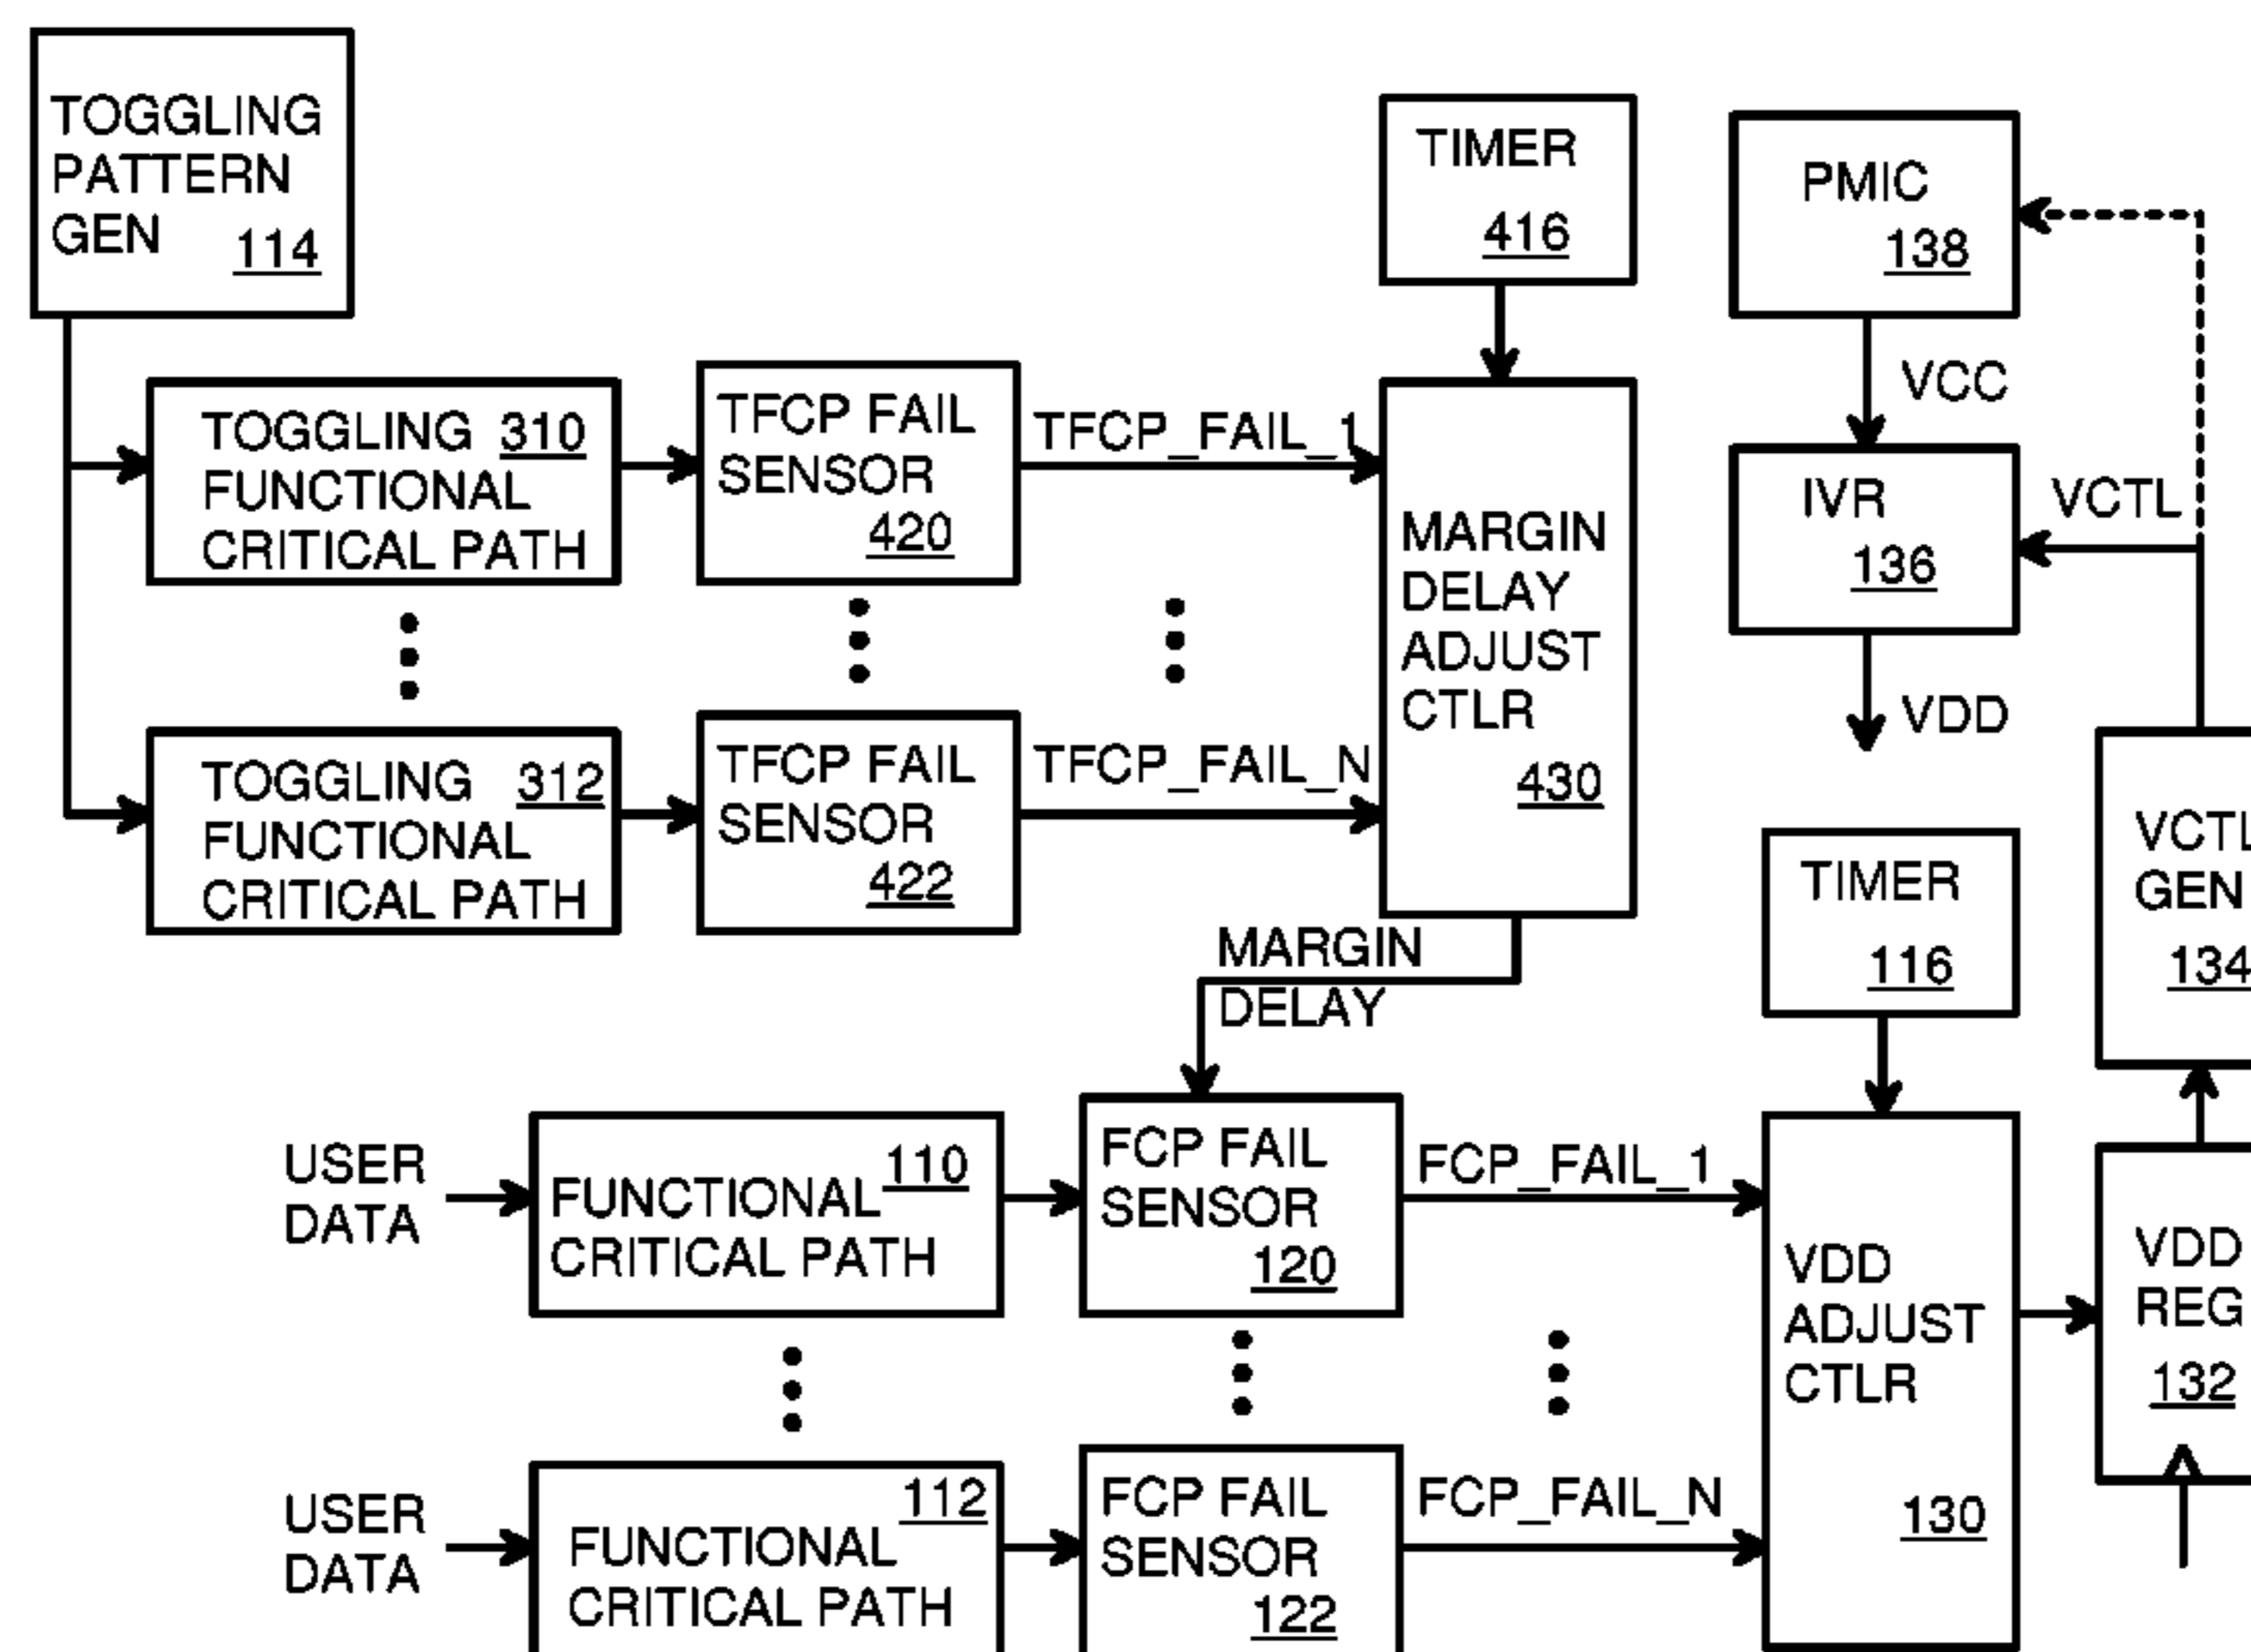 TOGGLING
PATTERN
GEN 114
TIMER
416
PMIC
138
VCC
TOGGLING 310
FUNCTIONAL
CRITICAL PATH
TFCP FAIL
SENSOR
420
TFCP_FAIL_1
MARGIN
DELAY
ADJUST
CTLR
430
IVR
136
VCTL
VDD
TOGGLING 312
FUNCTIONAL
CRITICAL PATH
TFCP FAIL
SENSOR
422
TFCP_FAIL_N
TIMER
116
VCTL
GEN
134
MARGIN
DELAY
USER
DATA
110
FUNCTIONAL
CRITICAL PATH
FCP FAIL
SENSOR
120
FCP_FAIL_1
VDD
ADJUST
CTLR
130
VDD
REG
132
USER
DATA
112
FUNCTIONAL
CRITICAL PATH
FCP FAIL
SENSOR
122
FCP_FAIL_N